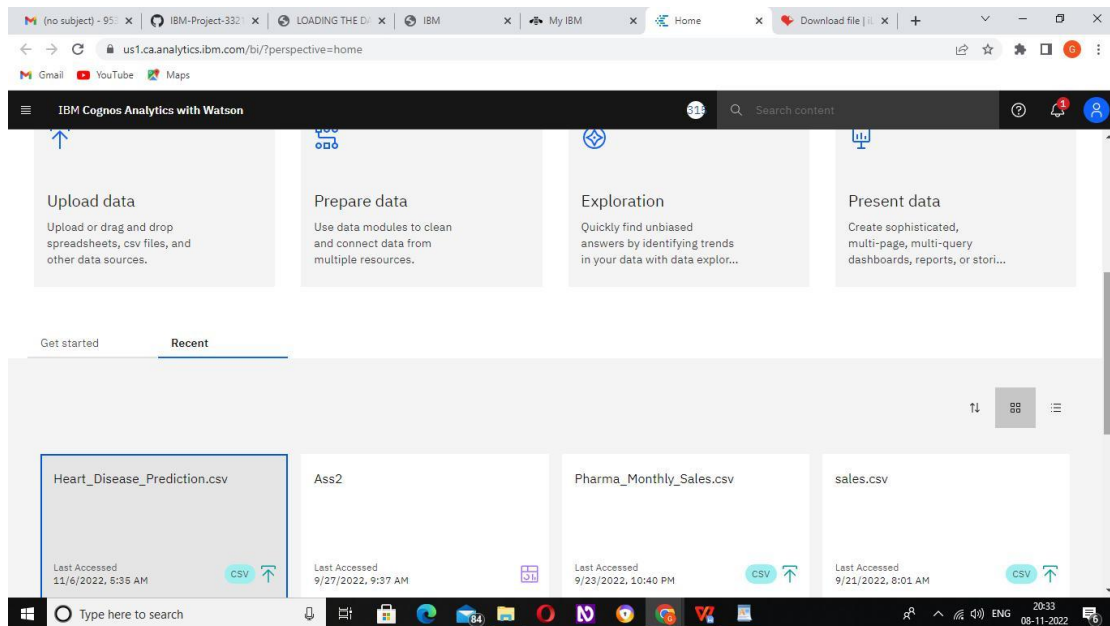 (no subject) - 953
IBM-Project-3321
LOADING THE DA
IBM
My IBM
Home
Download file | iL
us1.ca.analytics.ibm.com/bi/?perspective=home
G
Gmail
YouTube
Maps
IBM Cognos Analytics with Watson
315
Search content
1
Upload data
Prepare data
Exploration
Present data
Upload or drag and drop
spreadsheets, csv files, and
other data sources.
Use data modules to clean
and connect data from
multiple resources.
Quickly find unbiased
answers by identifying trends
in your data with data explor...
Create sophisticated,
multi-page, multi-query
dashboards, reports, or stori...
Get started
Recent
Heart_Disease_Prediction.csv
Ass2
Pharma_Monthly_Sales.csv
sales.csv
Last Accessed
11/6/2022, 5:35 AM
CSV
Last Accessed
9/27/2022, 9:37 AM
Last Accessed
9/23/2022, 10:40 PM
CSV
Last Accessed
9/21/2022, 8:01 AM
CSV
Type here to search
84
ENG
20:33
08-11-2022
6